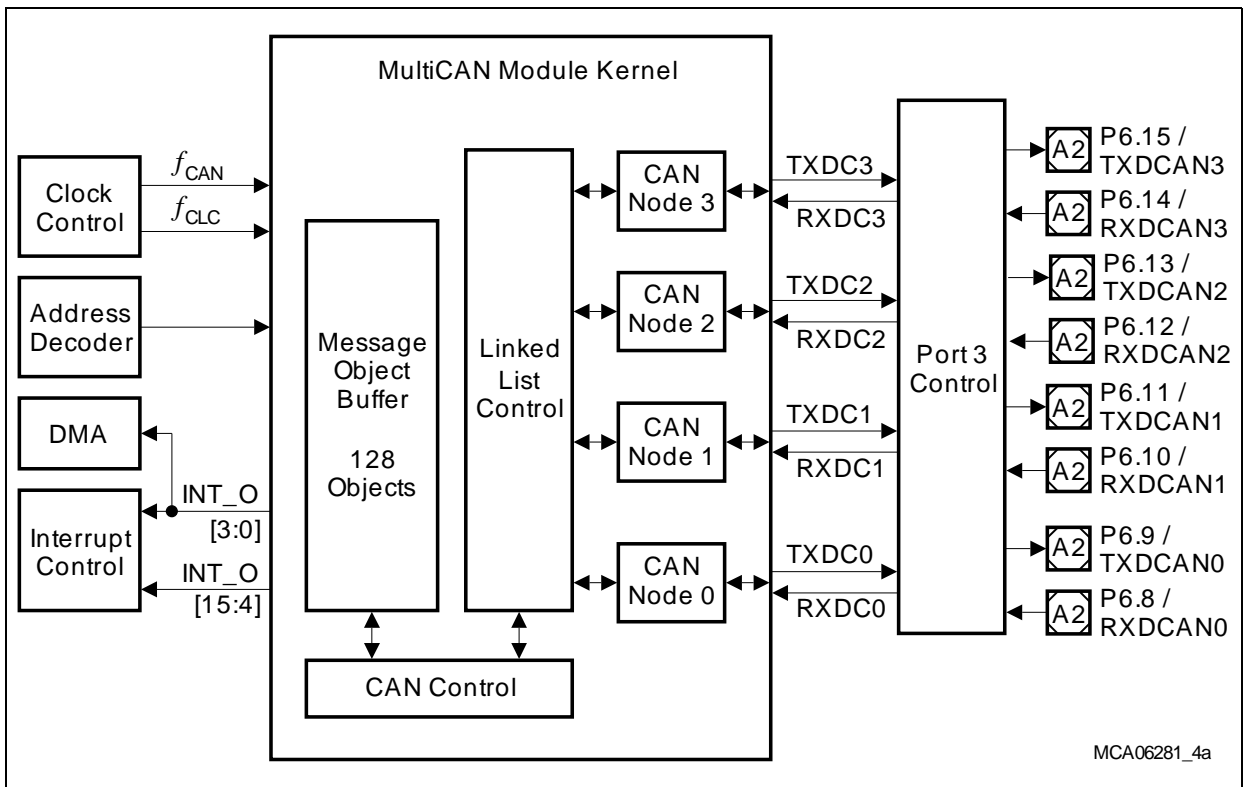 MultiCAN Module Kernel
Clock
Control
fCAN
fCLC
Address
Decoder
DMA
Interrupt
Control
INT_O
[3:0]
INT_O
[15:4]
Message
Object
Buffer
128
Objects
Linked
List
Control
CAN Control
CAN
Node 3
CAN
Node 2
CAN
Node 1
CAN
Node 0
TXDC3
RXDC3
TXDC2
RXDC2
TXDC1
RXDC1
TXDC0
RXDC0
Port 3
Control
A2
P6.15 /
TXDCAN3
A2
P6.14 /
RXDCAN3
A2
P6.13 /
TXDCAN2
A2
P6.12 /
RXDCAN2
A2
P6.11 /
TXDCAN1
A2
P6.10 /
RXDCAN1
A2
P6.9 /
TXDCAN0
A2
P6.8 /
RXDCAN0
MCA06281_4a